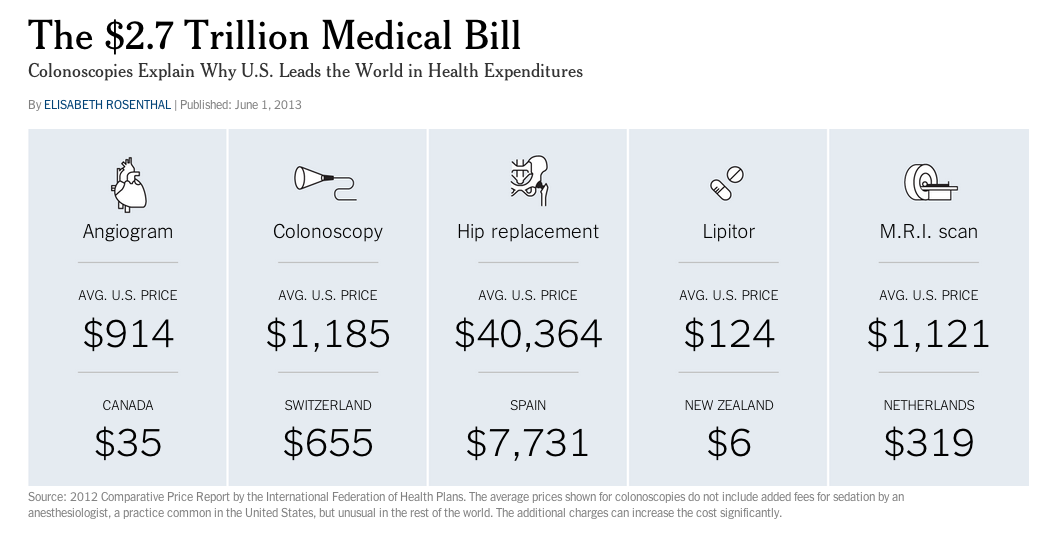 The $2.7 Trillion Medical Bill
Colonoscopies Explain Why U.S. Leads the World in Health Expenditures
By ELISABETH ROSENTHAL | Published: June 1, 2013
Angiogram
AVG. U.S. PRICE
$914
CANADA
$35
Colonoscopy
AVG. U.S. PRICE
$1,185
SWITZERLAND
$655
Hip replacement
AVG. U.S. PRICE
$40,364
SPAIN
$7,731
Lipitor
AVG. U.S. PRICE
$124
NEW ZEALAND
$6
M.R.I. scan
AVG. U.S. PRICE
$1,121
NETHERLANDS
$319
Source: 2012 Comparative Price Report by the International Federation of Health Plans. The average prices shown for colonoscopies do not include added fees for sedation by an
anesthesiologist, a practice common in the United States, but unusual in the rest of the world. The additional charges can increase the cost significantly.